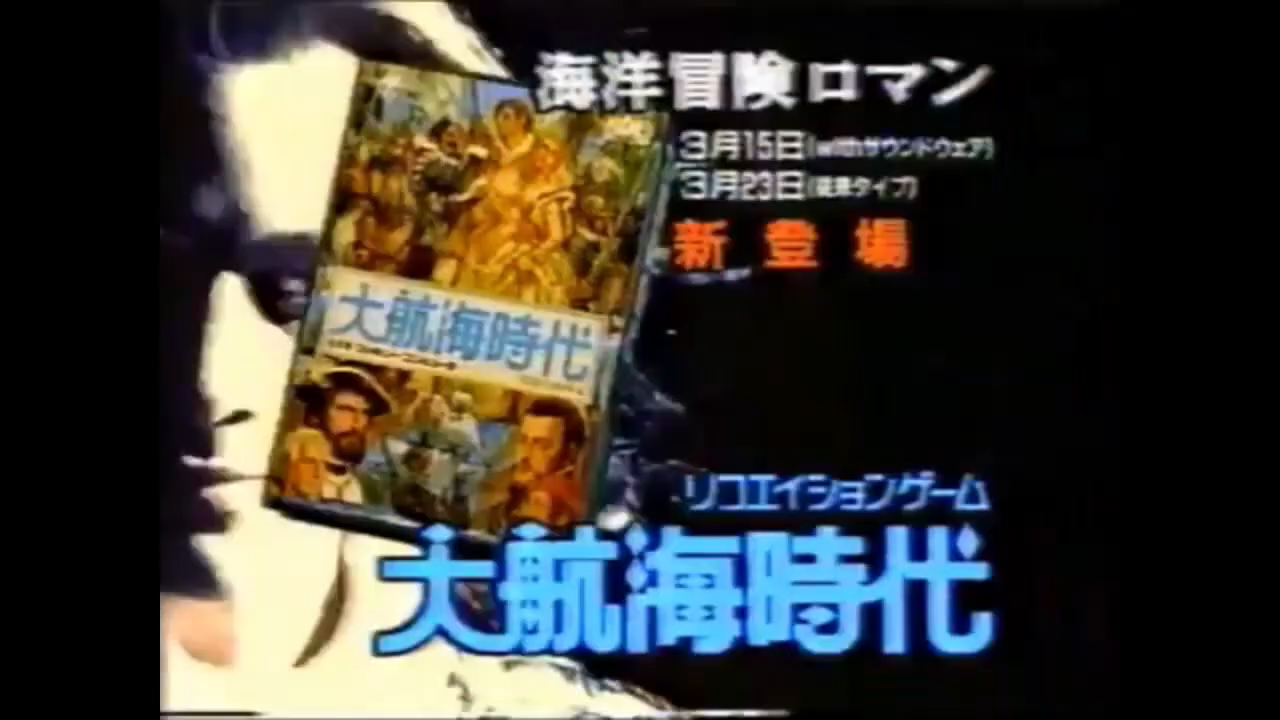 海洋冒険ロマン
3月15日(withサウンドウェア)
3月23日(従来タイプ)
新登場
大航海時代
リコエイションゲーム
大航海時代